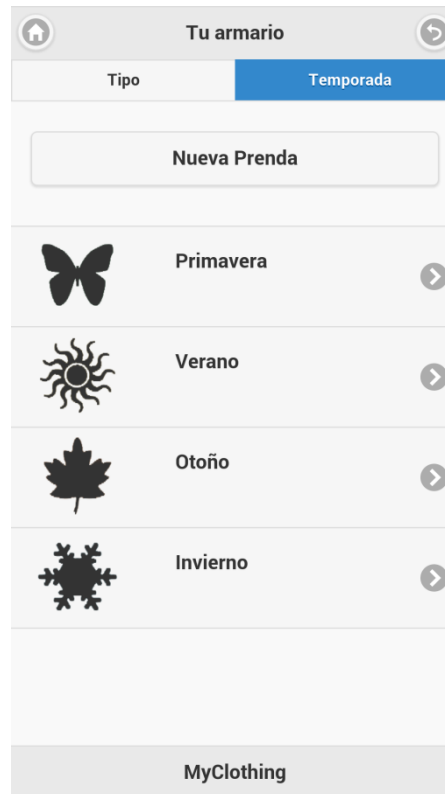 Tu armario
Tipo Temporada
Nueva Prenda
Primavera
Verano
Otoño
Invierno
MyClothing